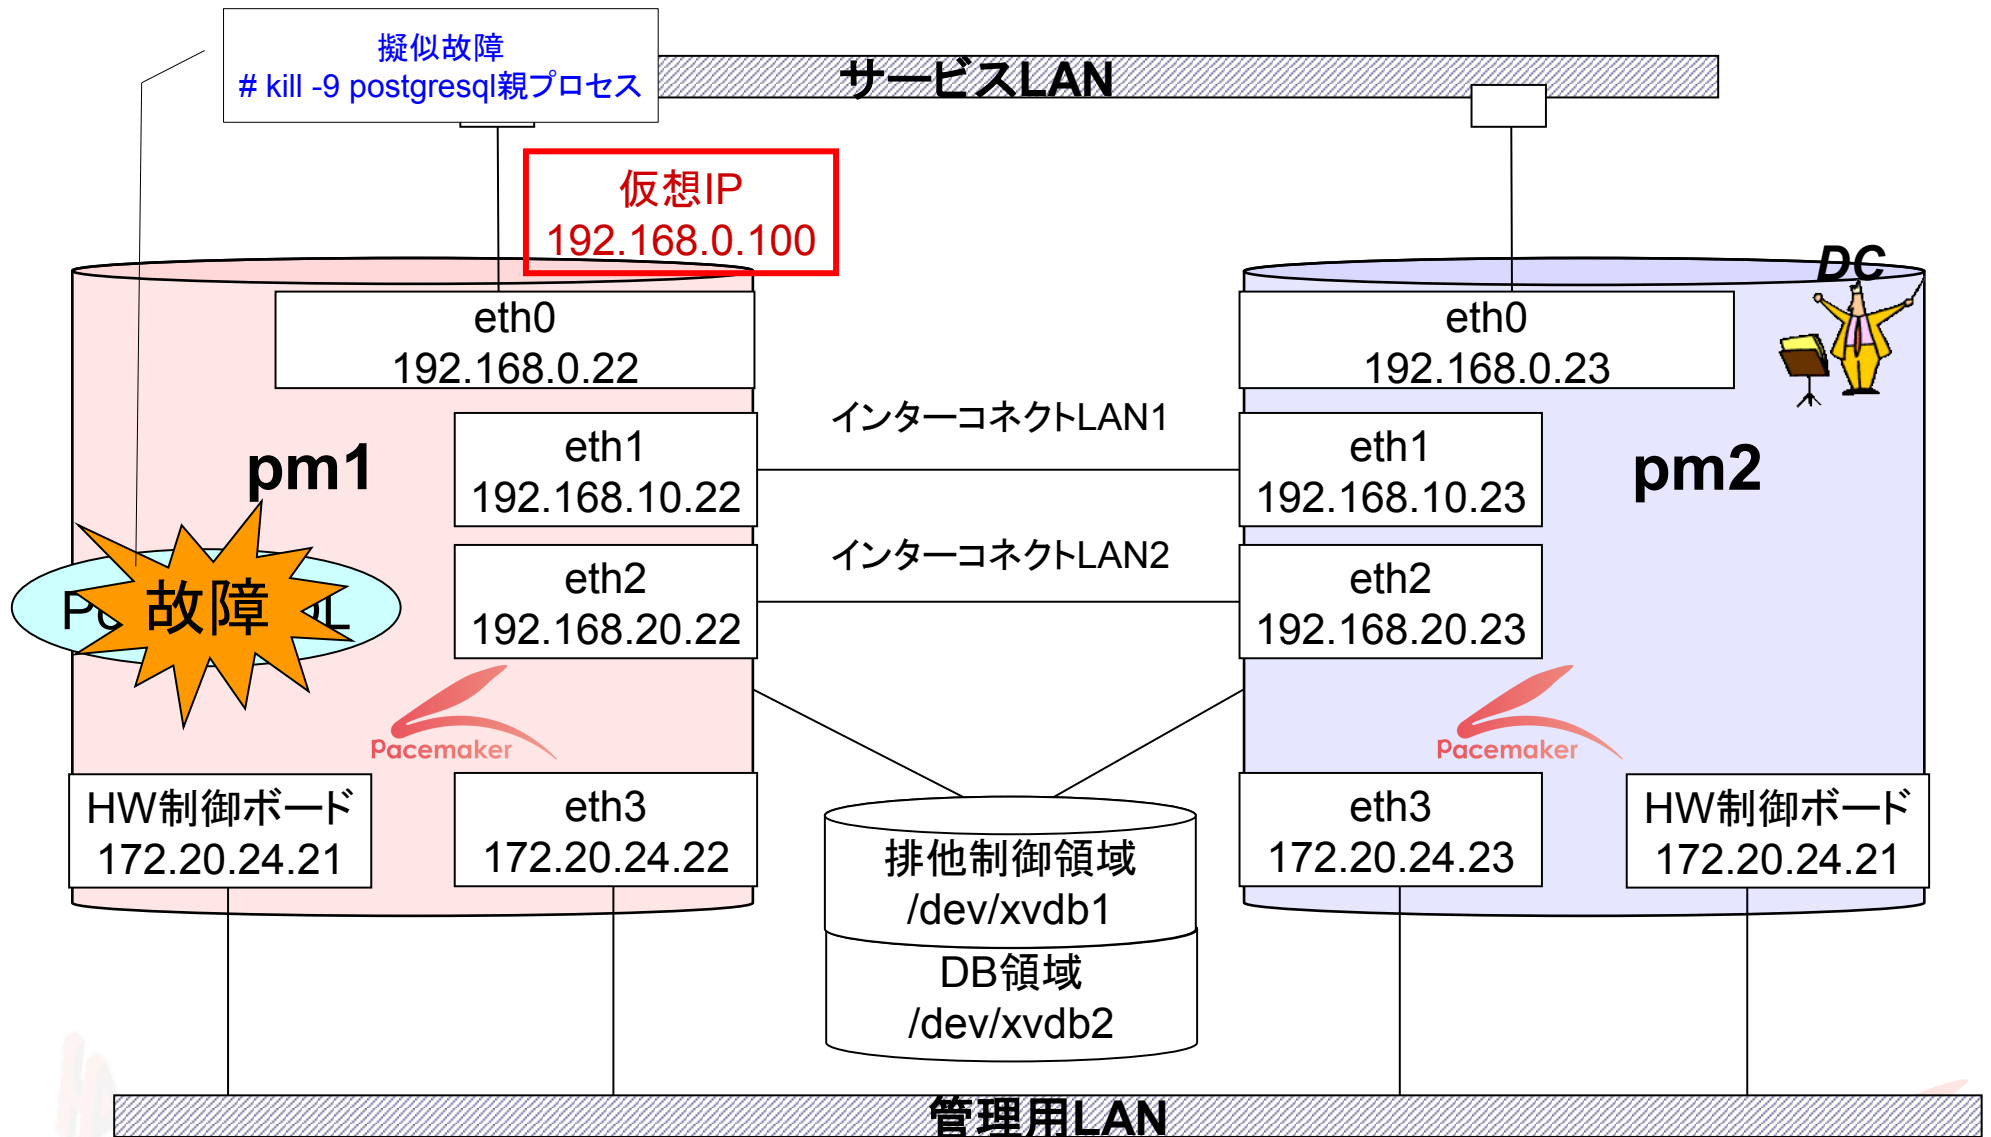 擬似故障
# kill -9 postgresql親プロセス
サービスLAN
仮想IP
192.168.0.100
DC
eth0
192.168.0.22
eth0
192.168.0.23
インターコネクトLAN1
pm1
eth1
192.168.10.22
eth1
192.168.10.23
pm2
インターコネクトLAN2
故障
eth2
192.168.20.22
eth2
192.168.20.23
Pacemaker
Pacemaker
HW制御ボード
172.20.24.21
eth3
172.20.24.22
排他制御領域
/dev/xvdb1
DB領域
/dev/xvdb2
eth3
172.20.24.23
HW制御ボード
172.20.24.21
管理用LAN